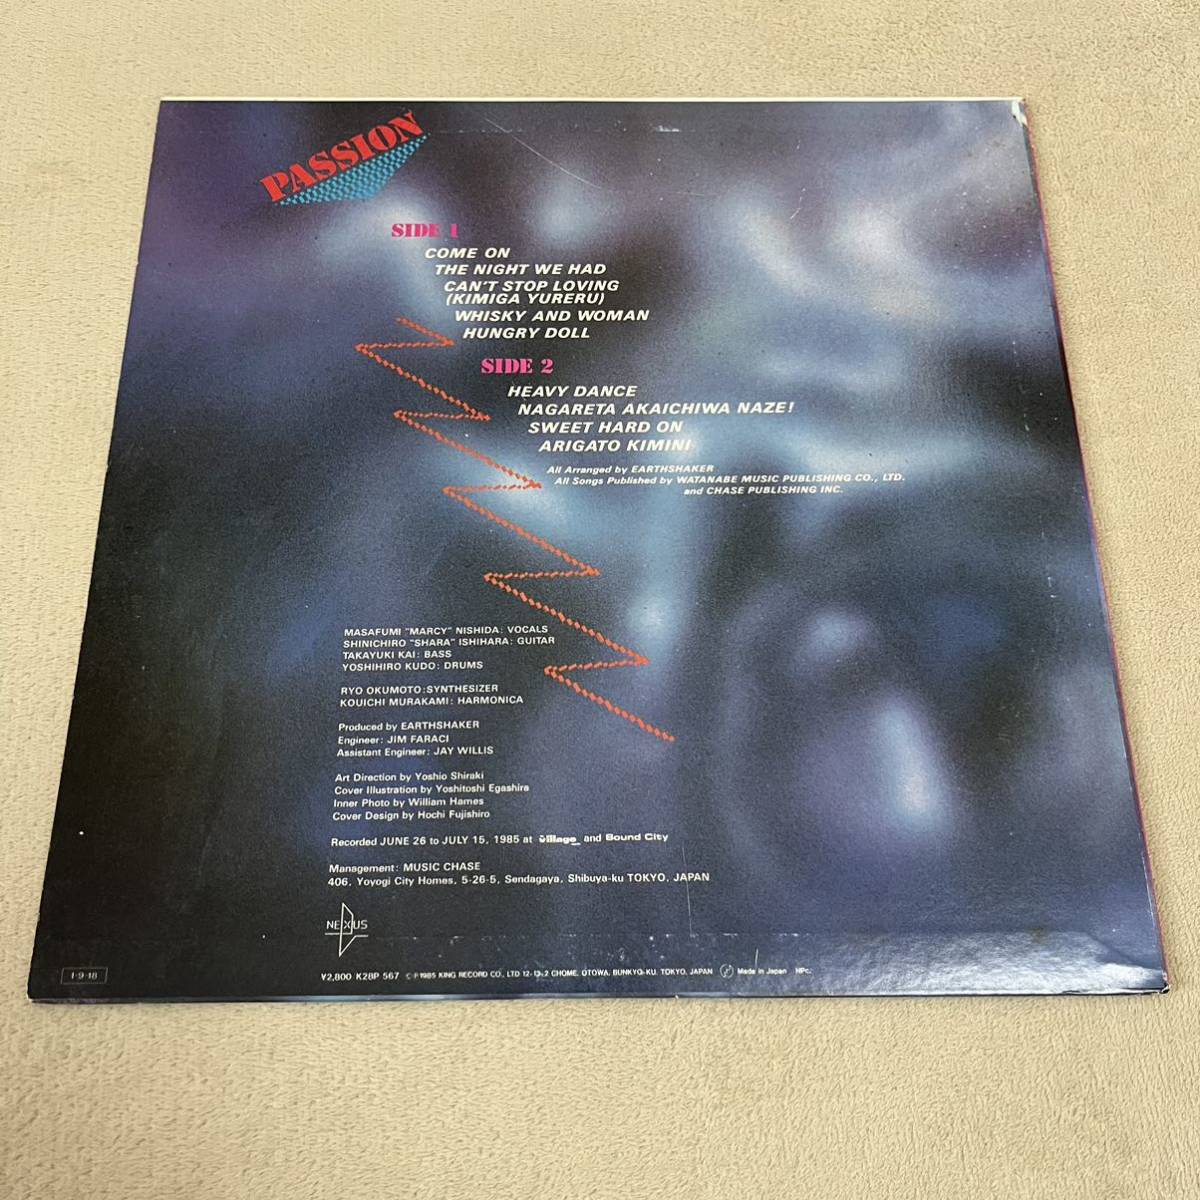 PASSION
SIDE 1
COME ON
THE NIGHT WE HAD
CAN'T STOP LOVING
(KIMIGA YURERU)
WHISKY AND WOMAN
HUNGRY DOLL
SIDE 2
HEAVY DANCE
NAGARETA AKAICHIWA NAZE!
SWEET HARD ON
ARIGATO KIMINI
All Arranged by EARTHSHAKER
All Songs Published by WATANABE MUSIC PUBLISHING CO., LTD.
and CHASE PUBLISHING INC.
MASAFUMI "MARCY" NISHIDA: VOCALS
SHINICHIRO "SHARA" ISHIHARA: GUITAR
TAKAYUKI KAI: BASS
YOSHIHIRO KUDO: DRUMS
RYO OKUMOTO: SYNTHESIZER
KOUICHI MURAKAMI: HARMONICA
Produced by EARTHSHAKER
Engineer: JIM FARACI
Assistant Engineer: JAY WILLIS
Art Direction by Yoshio Shiraki
Cover Illustration by Yoshitoshi Egashira
Inner Photo by William Hames
Cover Design by Hochi Fujishiro
Recorded JUNE 26 to JULY 15, 1985 at village and Sound City
Management: MUSIC CHASE
406, Yoyogi City Homes, 5-26-5, Sendagaya, Shibuya-ku TOKYO, JAPAN
NEXUS
1·9·18
¥2,800 K28P 567 © ℗ 1985 KING RECORD CO., LTD 12-13, 2 CHOME, OTOWA, BUNKYO-KU, TOKYO, JAPAN Made in Japan HPc.